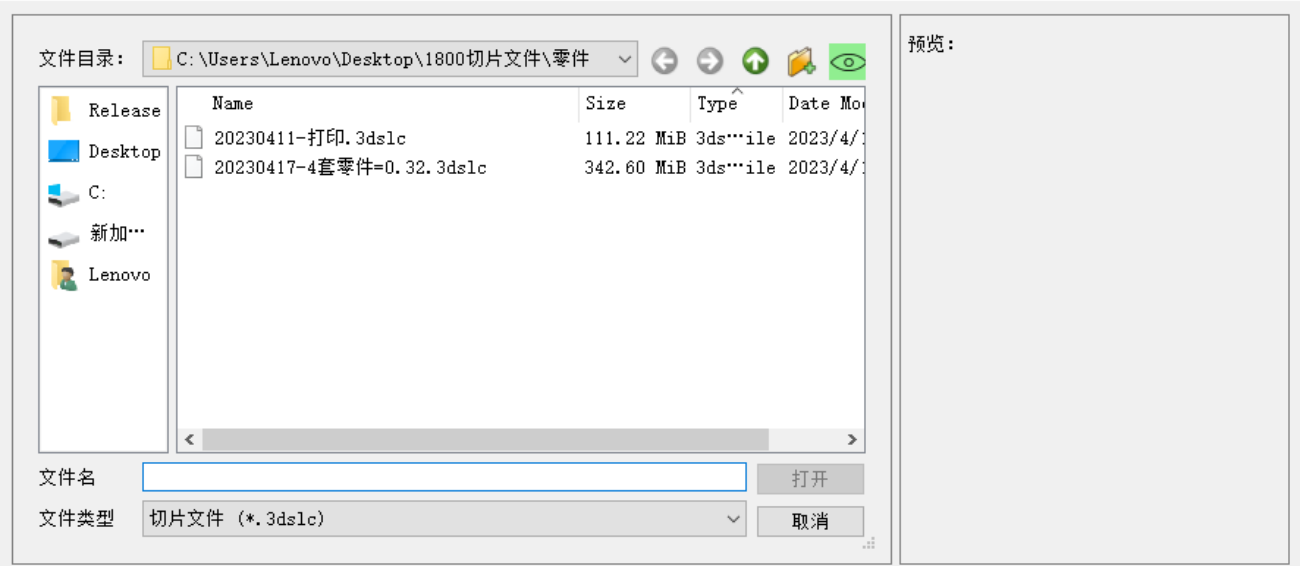 文件目录: C:\Users\Lenovo\Desktop\1800切片文件\零件
预览:
Release
Desktop
C:
新加…
Lenovo
Name Size Type Date Mo
20230411-打印.3dslc 111.22 MiB 3ds…ile 2023/4/1
20230417-4套零件=0.32.3dslc 342.60 MiB 3ds…ile 2023/4/1
文件名 打开
文件类型 切片文件 (*.3dslc) 取消